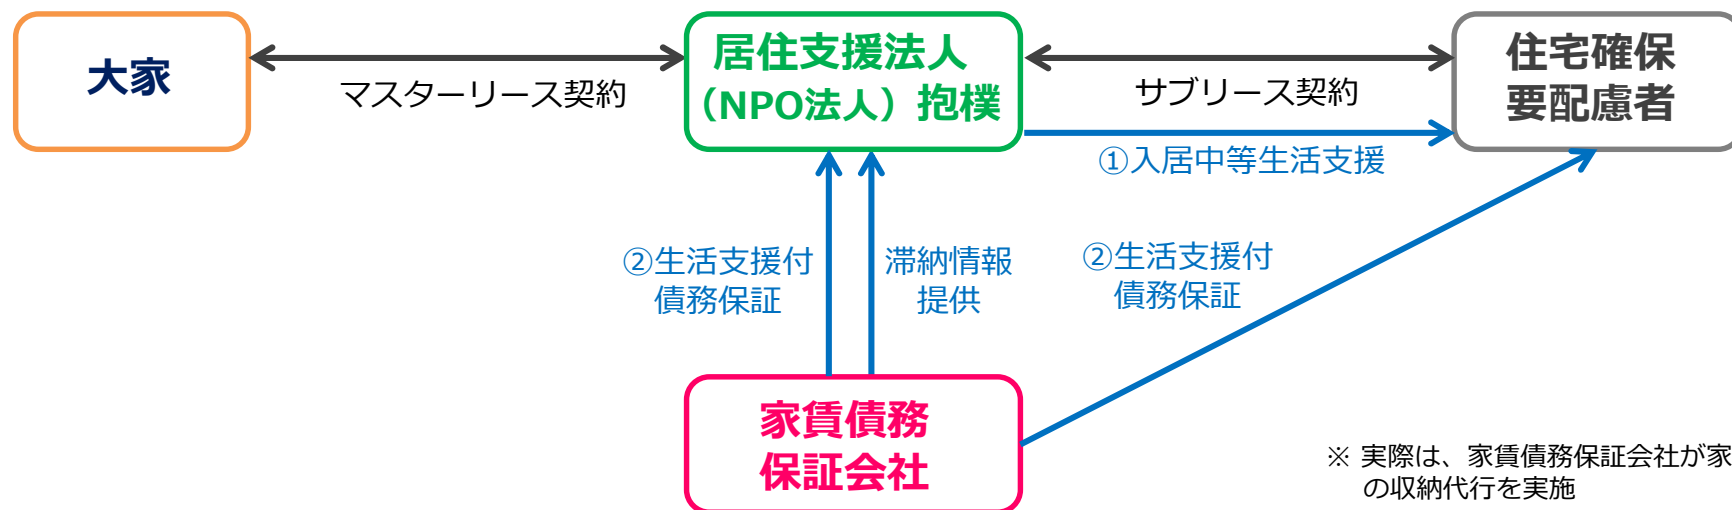 大家
マスターリース契約
居住支援法人
（NPO法人）抱樸
サブリース契約
住宅確保
要配慮者
①入居中等生活支援
②生活支援付
債務保証
滞納情報
提供
②生活支援付
債務保証
家賃債務
保証会社
※ 実際は、家賃債務保証会社が家
の収納代行を実施